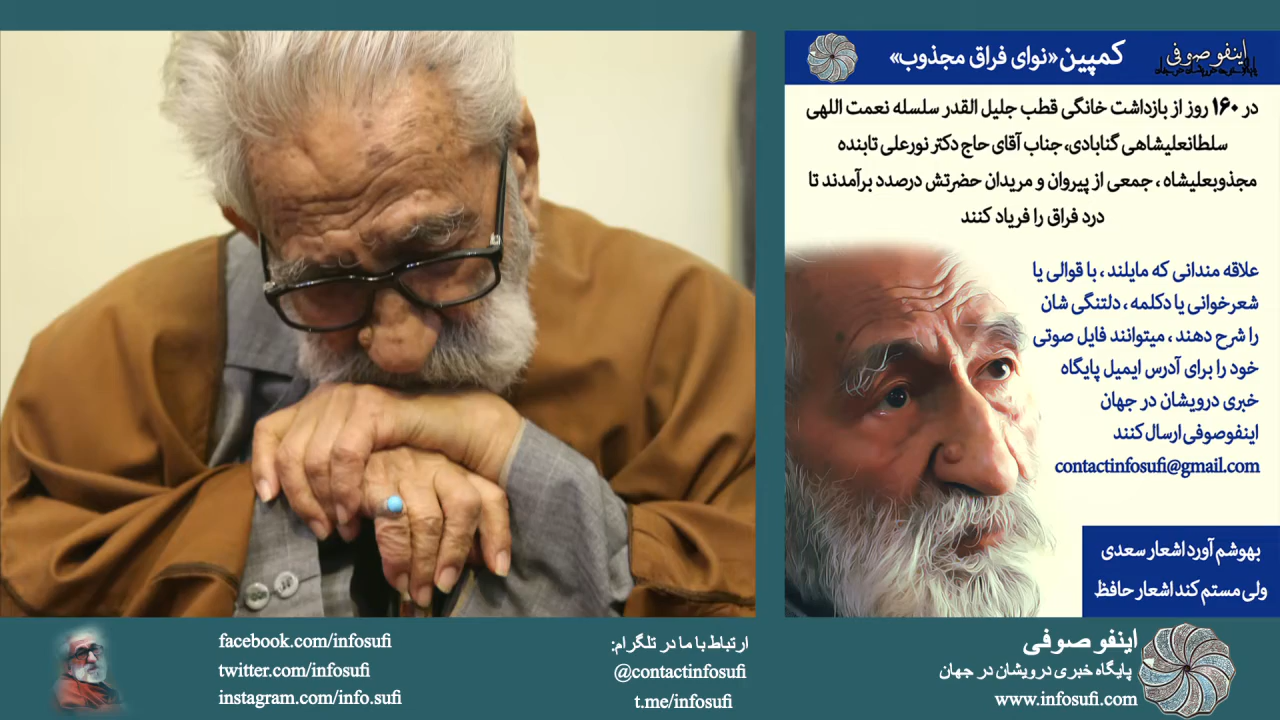 اینفو صوفی
کمپین «نوای فراق مجذوب»
در ۱۶۰ روز از بازداشت خانگی قطب جلیل القدر سلسله نعمت اللهی
سلطانعلیشاهی گنابادی، جناب آقای حاج دکتر نورعلی تابنده
مجذوبعلیشاه ، جمعی از پیروان و مریدان حضرتش درصدد برآمدند تا
درد فراق را فریاد کنند
علاقه مندانی که مایلند ، با قوالی یا
شعرخوانی یا دکلمه ، دلتنگی شان
را شرح دهند ، میتوانند فایل صوتی
خود را برای آدرس ایمیل پایگاه
خبری درویشان در جهان
اینفوصوفی ارسال کنند
contactinfosufi@gmail.com
بهوشم آورد اشعار سعدی
ولی مستم کند اشعار حافظ
اینفو صوفی
پایگاه خبری درویشان در جهان
www.infosufi.com
ارتباط با ما در تلگرام:
@contactinfosufi
t.me/infosufi
facebook.com/infosufi
twitter.com/infosufi
instagram.com/info.sufi